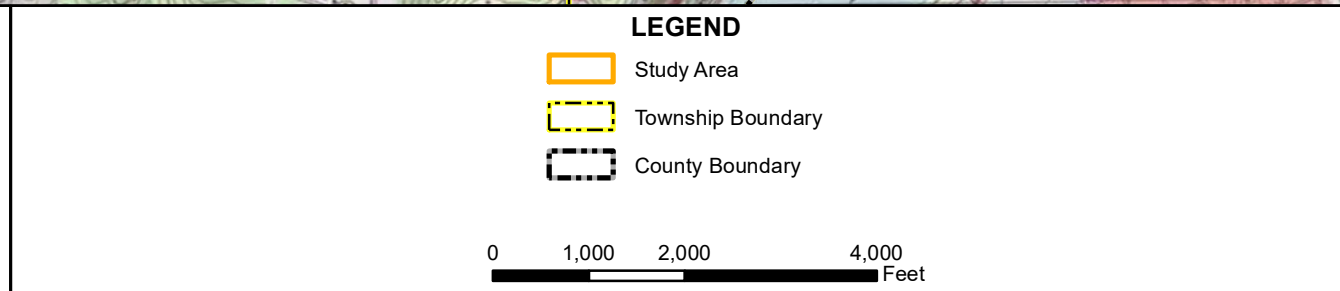 LEGEND
Study Area
Township Boundary
County Boundary
0 1,000 2,000 4,000
Feet